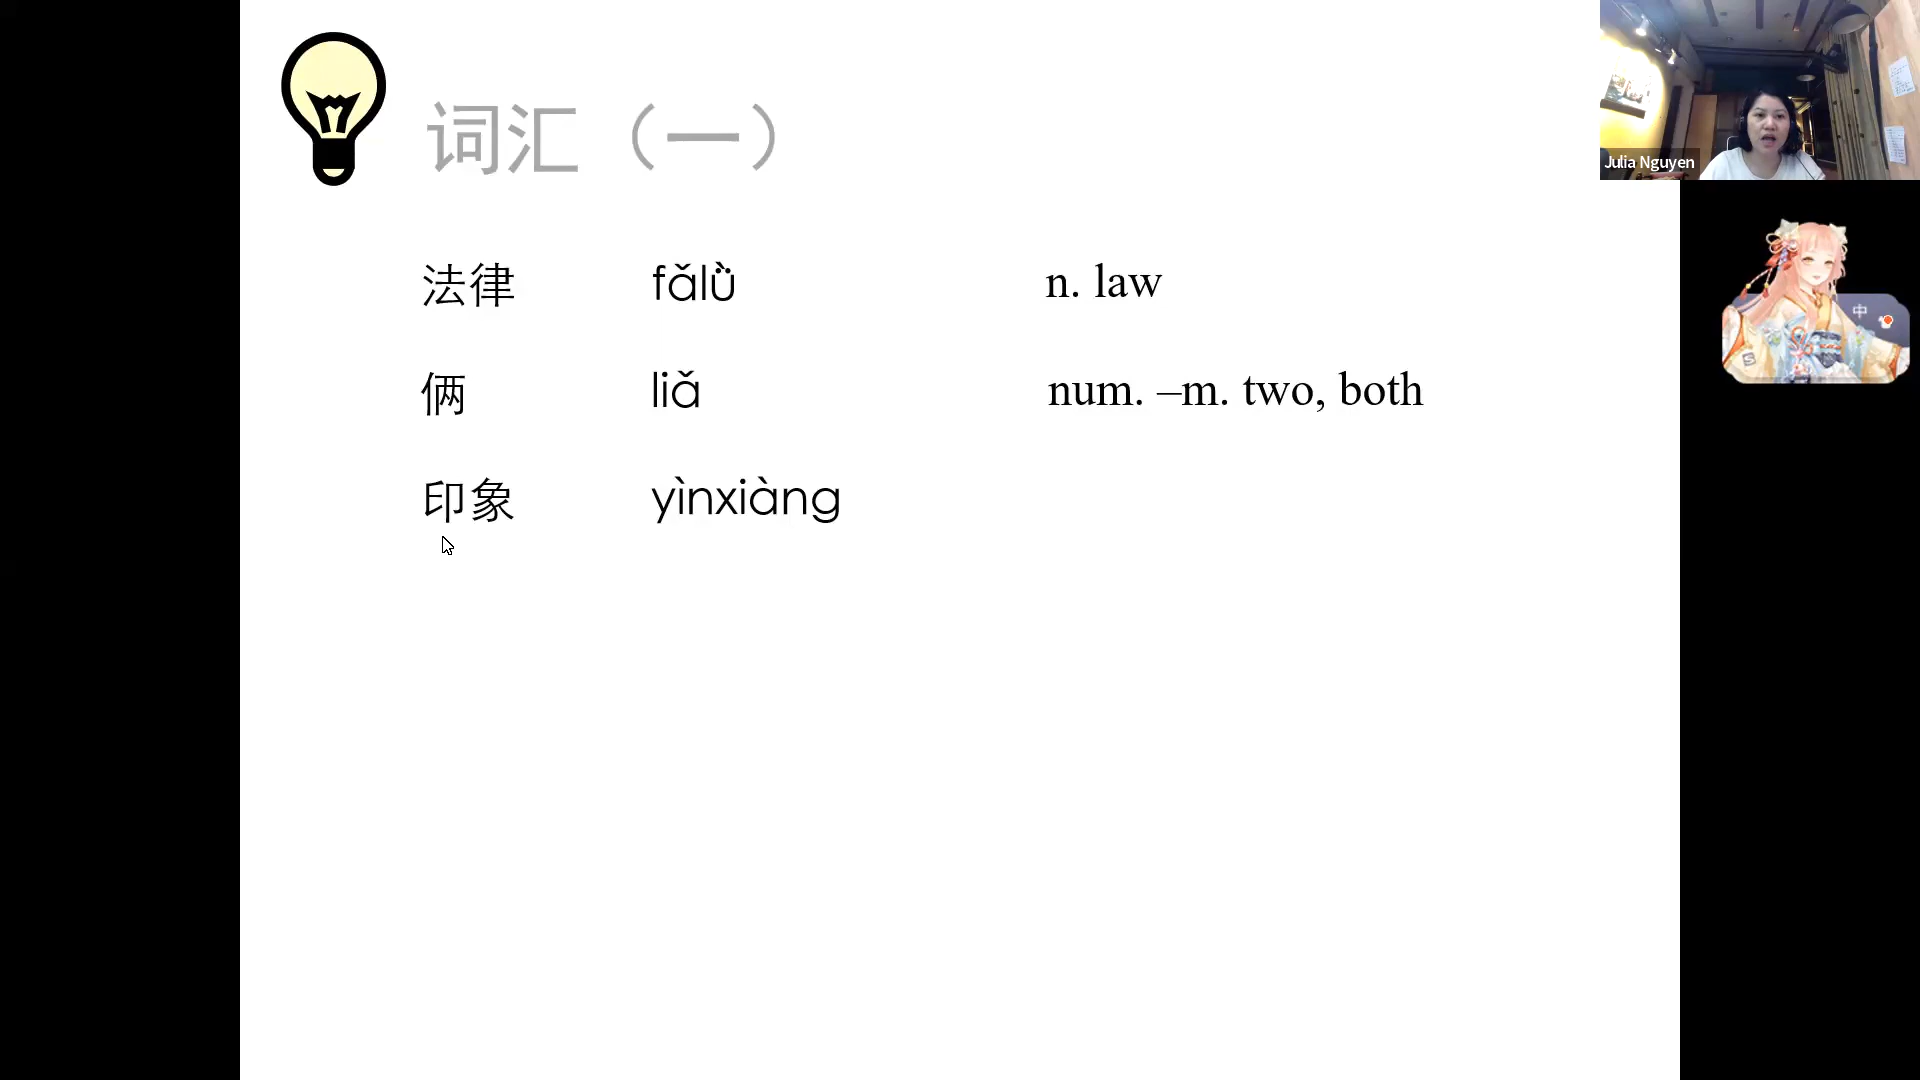 词汇（一）
法律 fǎlǜ n. law
俩 liǎ num. –m. two, both
印象 yìnxiàng
Julia Nguyen
中